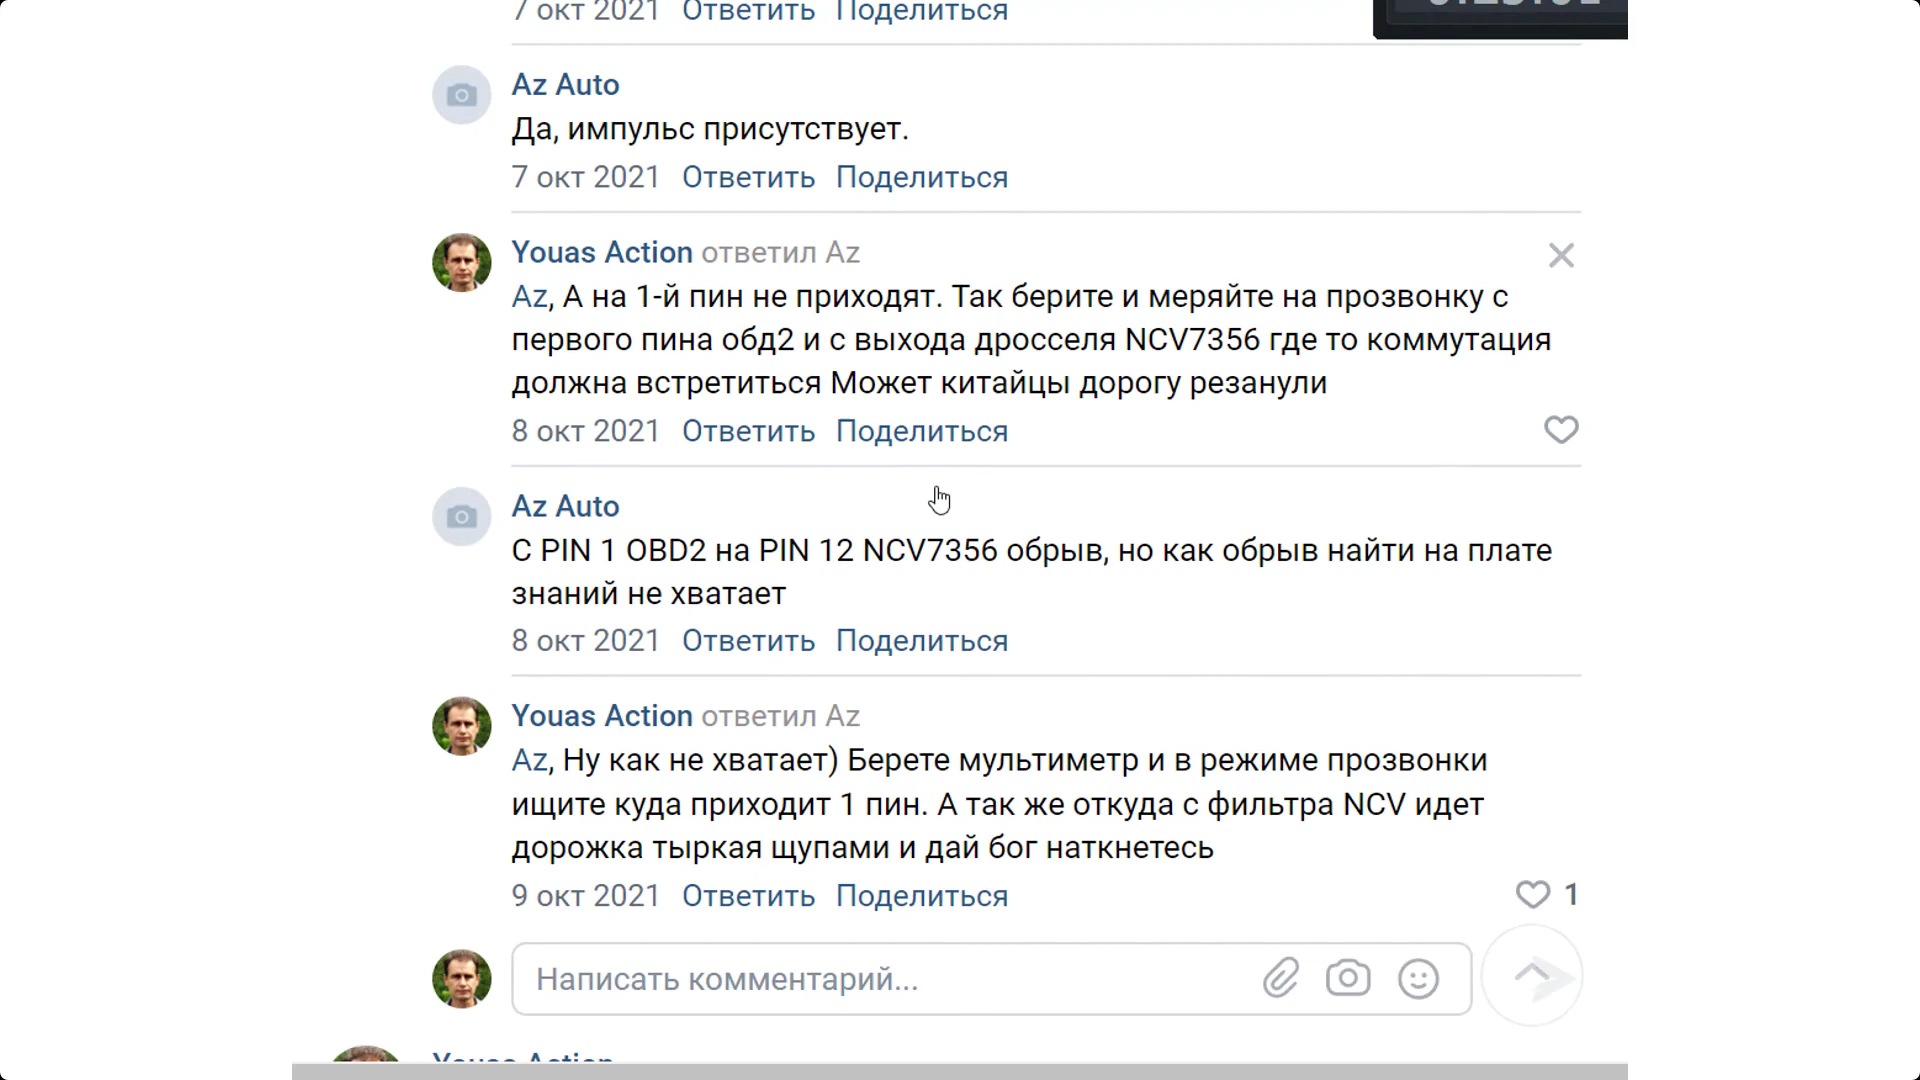 7 окт 2021 Ответить Поделиться
Az Auto
Да, импульс присутствует.
7 окт 2021 Ответить Поделиться
Youas Action ответил Az
Az, А на 1-й пин не приходят. Так берите и меряйте на прозвонку с
первого пина обд2 и с выхода дросселя NCV7356 где то коммутация
должна встретиться Может китайцы дорогу резанули
8 окт 2021 Ответить Поделиться
Az Auto
С PIN 1 OBD2 на PIN 12 NCV7356 обрыв, но как обрыв найти на плате
знаний не хватает
8 окт 2021 Ответить Поделиться
Youas Action ответил Az
Az, Ну как не хватает) Берете мультиметр и в режиме прозвонки
ищите куда приходит 1 пин. А так же откуда с фильтра NCV идет
дорожка тыркая щупами и дай бог наткнетесь
9 окт 2021 Ответить Поделиться
1
Написать комментарий...
Youas Action